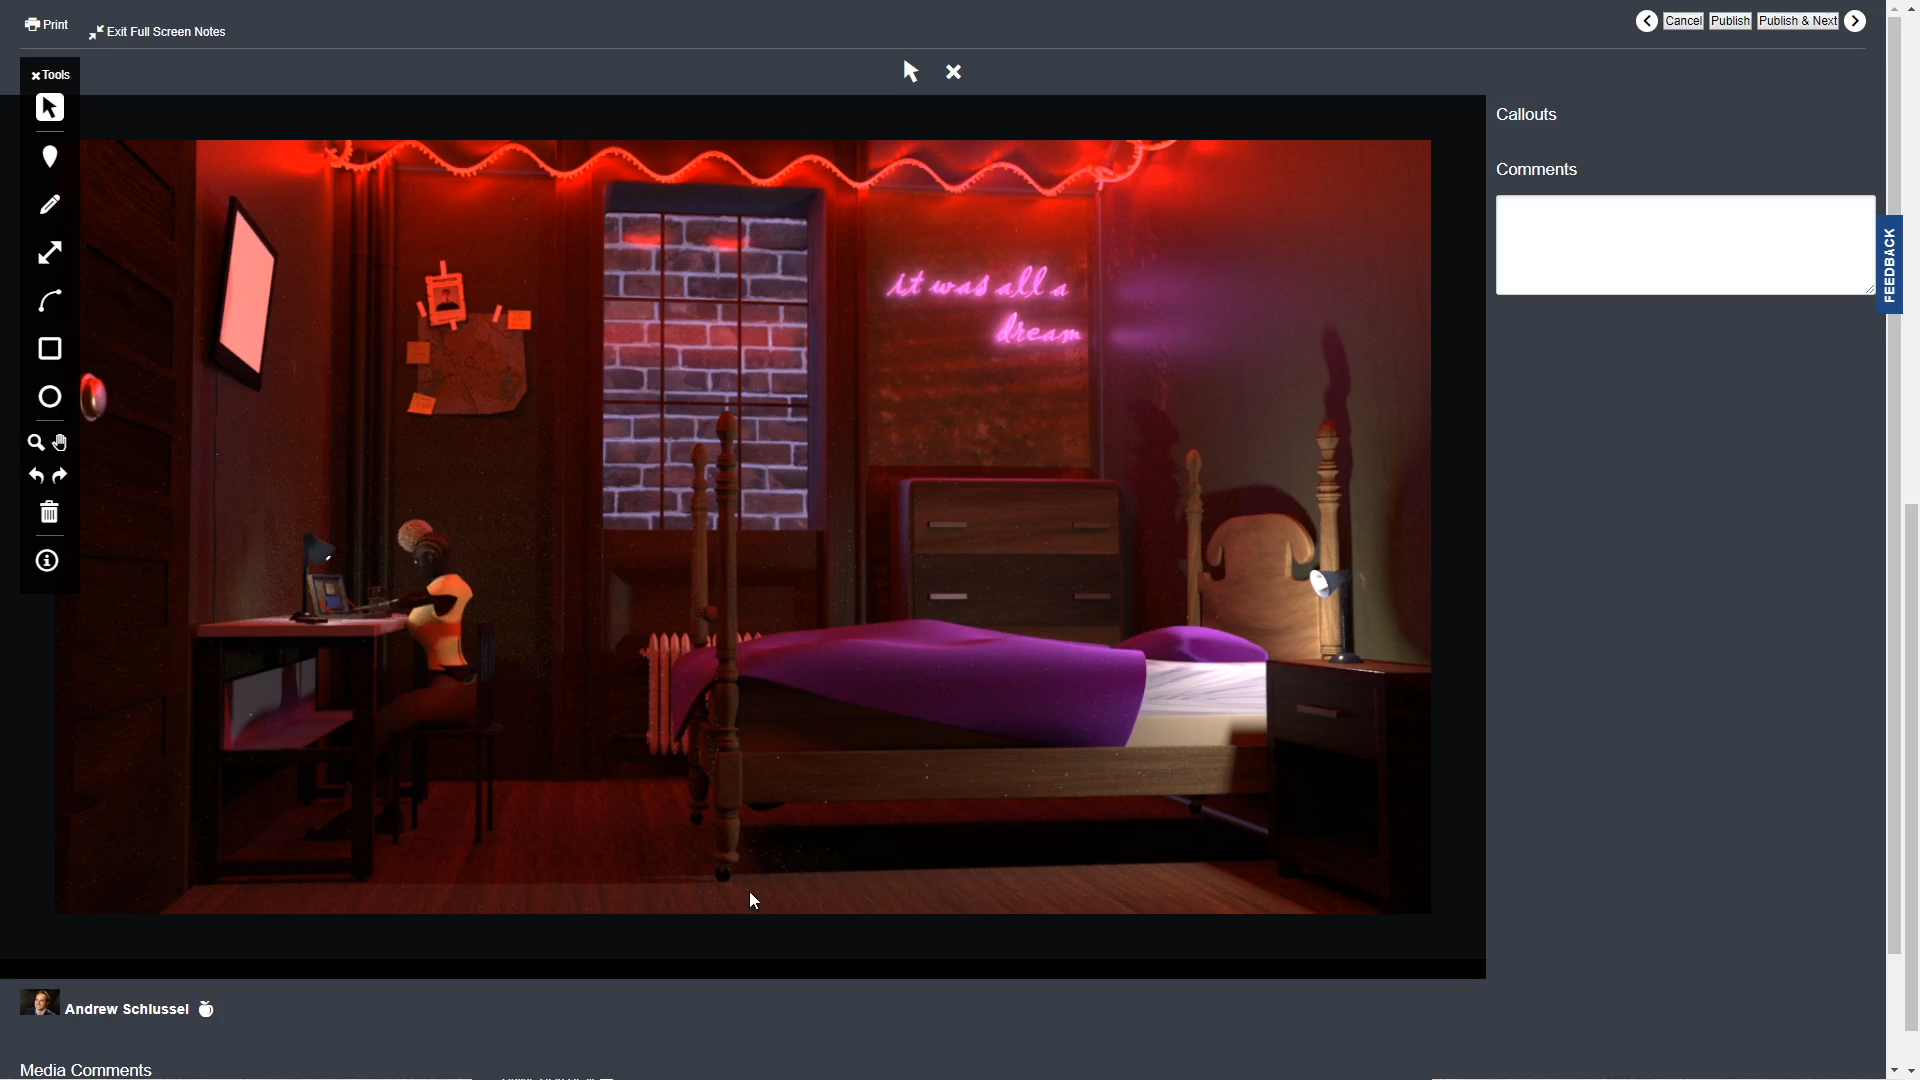 Print
Exit Full Screen Notes
Cancel
Publish
Publish & Next
Tools
Callouts
Comments
FEEDBACK
WANTED
it was all a
dream
Andrew Schlussel
Media Comments